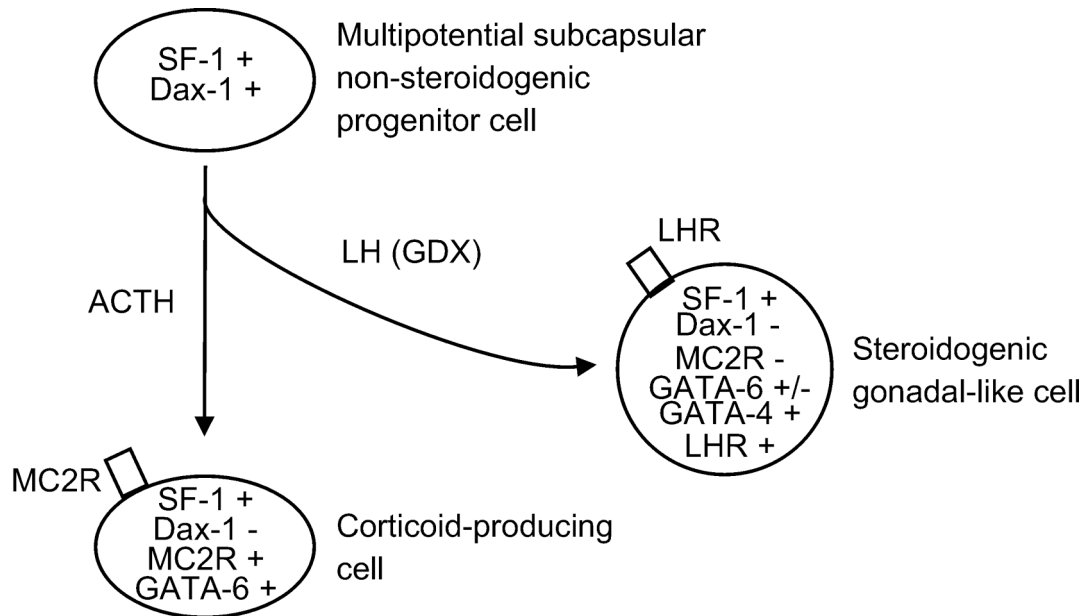 SF-1 +
Dax-1 +
Multipotential subcapsular
non-steroidogenic
progenitor cell
ACTH
LH (GDX)
LHR
SF-1 +
Dax-1 -
MC2R -
GATA-6 +/-
GATA-4 +
LHR +
Steroidogenic
gonadal-like cell
MC2R
SF-1 +
Dax-1 -
MC2R +
GATA-6 +
Corticoid-producing
cell